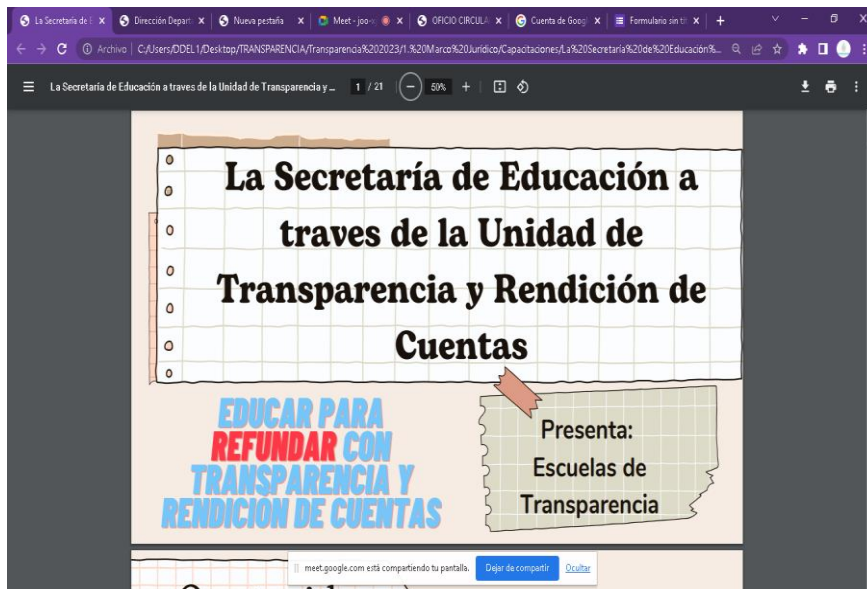 La Secretaría de E
Dirección Depart
Nueva pestaña
Meet - joo-
OFICIO CIRCULA
Cuenta de Goog
Formulario sin tí
Archivo | C:/Users/DDEL1/Desktop/TRANSPARENCIA/Transparencia%202023/1.%20Marco%20Jurídico/Capacitaciones/La%20Secretaría%20de%20Educación%...
La Secretaría de Educación a traves de la Unidad de Transparencia y ...
1 / 21
50%
La Secretaría de Educación a
traves de la Unidad de
Transparencia y Rendición de
Cuentas
EDUCAR PARA
REFUNDAR CON
TRANSPARENCIA Y
RENDICIÓN DE CUENTAS
Presenta:
Escuelas de
Transparencia
meet.google.com está compartiendo tu pantalla.
Dejar de compartir
Ocultar